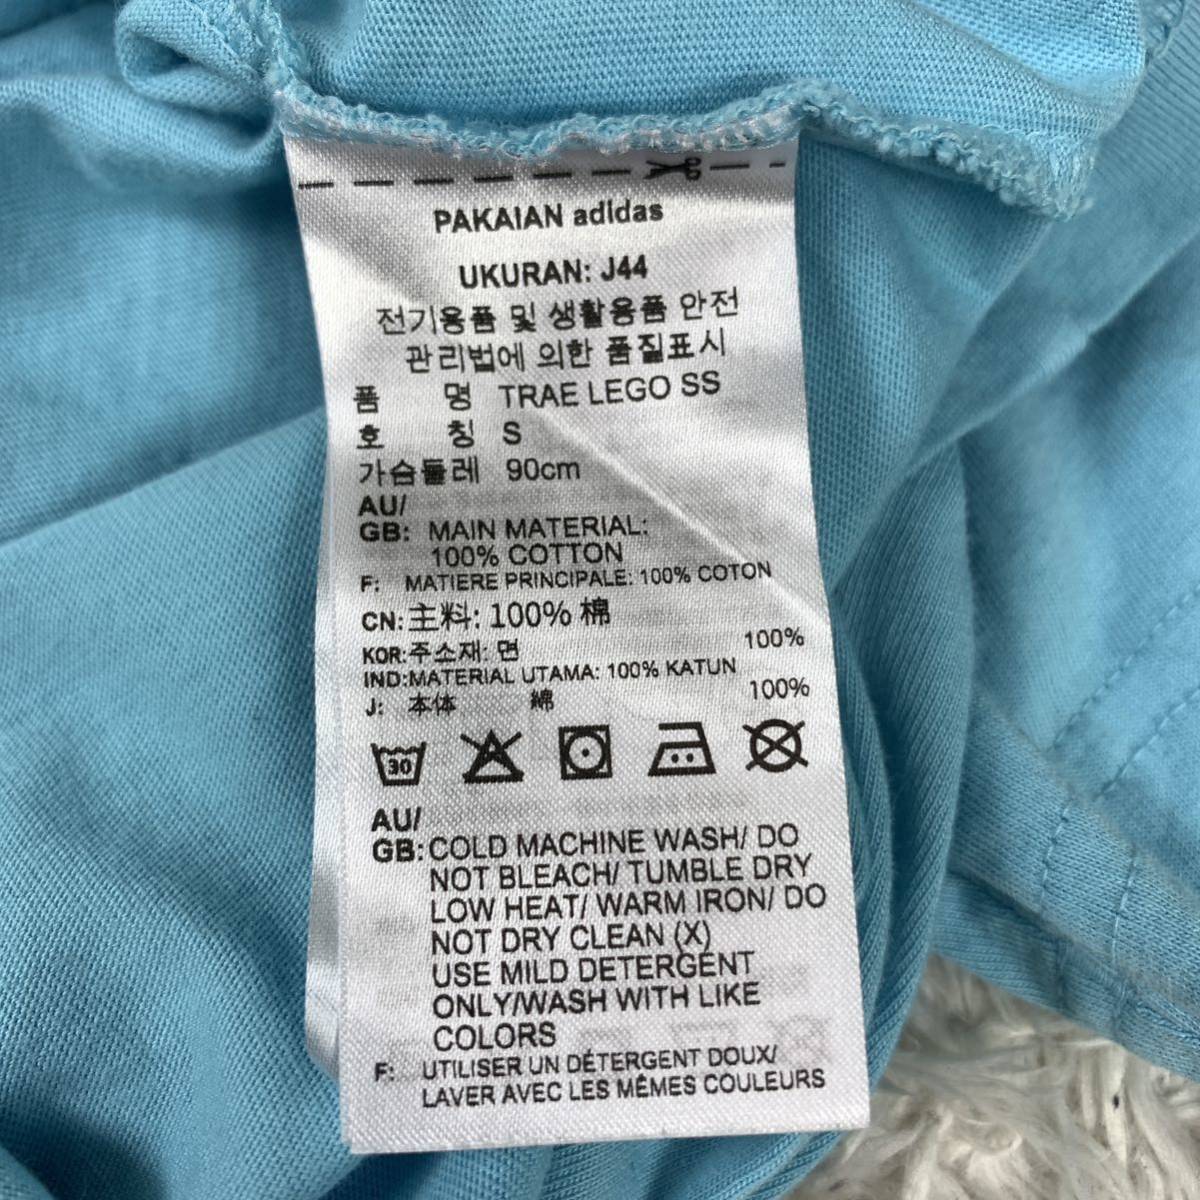 PAKAIAN adidas
UKURAN: J44
전기용품 및 생활용품 안전
관리법에 의한 품질표시
품 명 TRAE LEGO SS
호 칭 S
가슴둘레 90cm
AU/
GB: MAIN MATERIAL:
100% COTTON
F: MATIERE PRINCIPALE: 100% COTON
CN: 主料: 100% 棉
KOR: 주소재: 면 100%
IND: MATERIAL UTAMA: 100% KATUN
J: 本体 綿 100%
30
AU/
GB: COLD MACHINE WASH/ DO
NOT BLEACH/ TUMBLE DRY
LOW HEAT/ WARM IRON/ DO
NOT DRY CLEAN (X)
USE MILD DETERGENT
ONLY/WASH WITH LIKE
COLORS
F: UTILISER UN DÉTERGENT DOUX/
LAVER AVEC LES MÊMES COULEURS